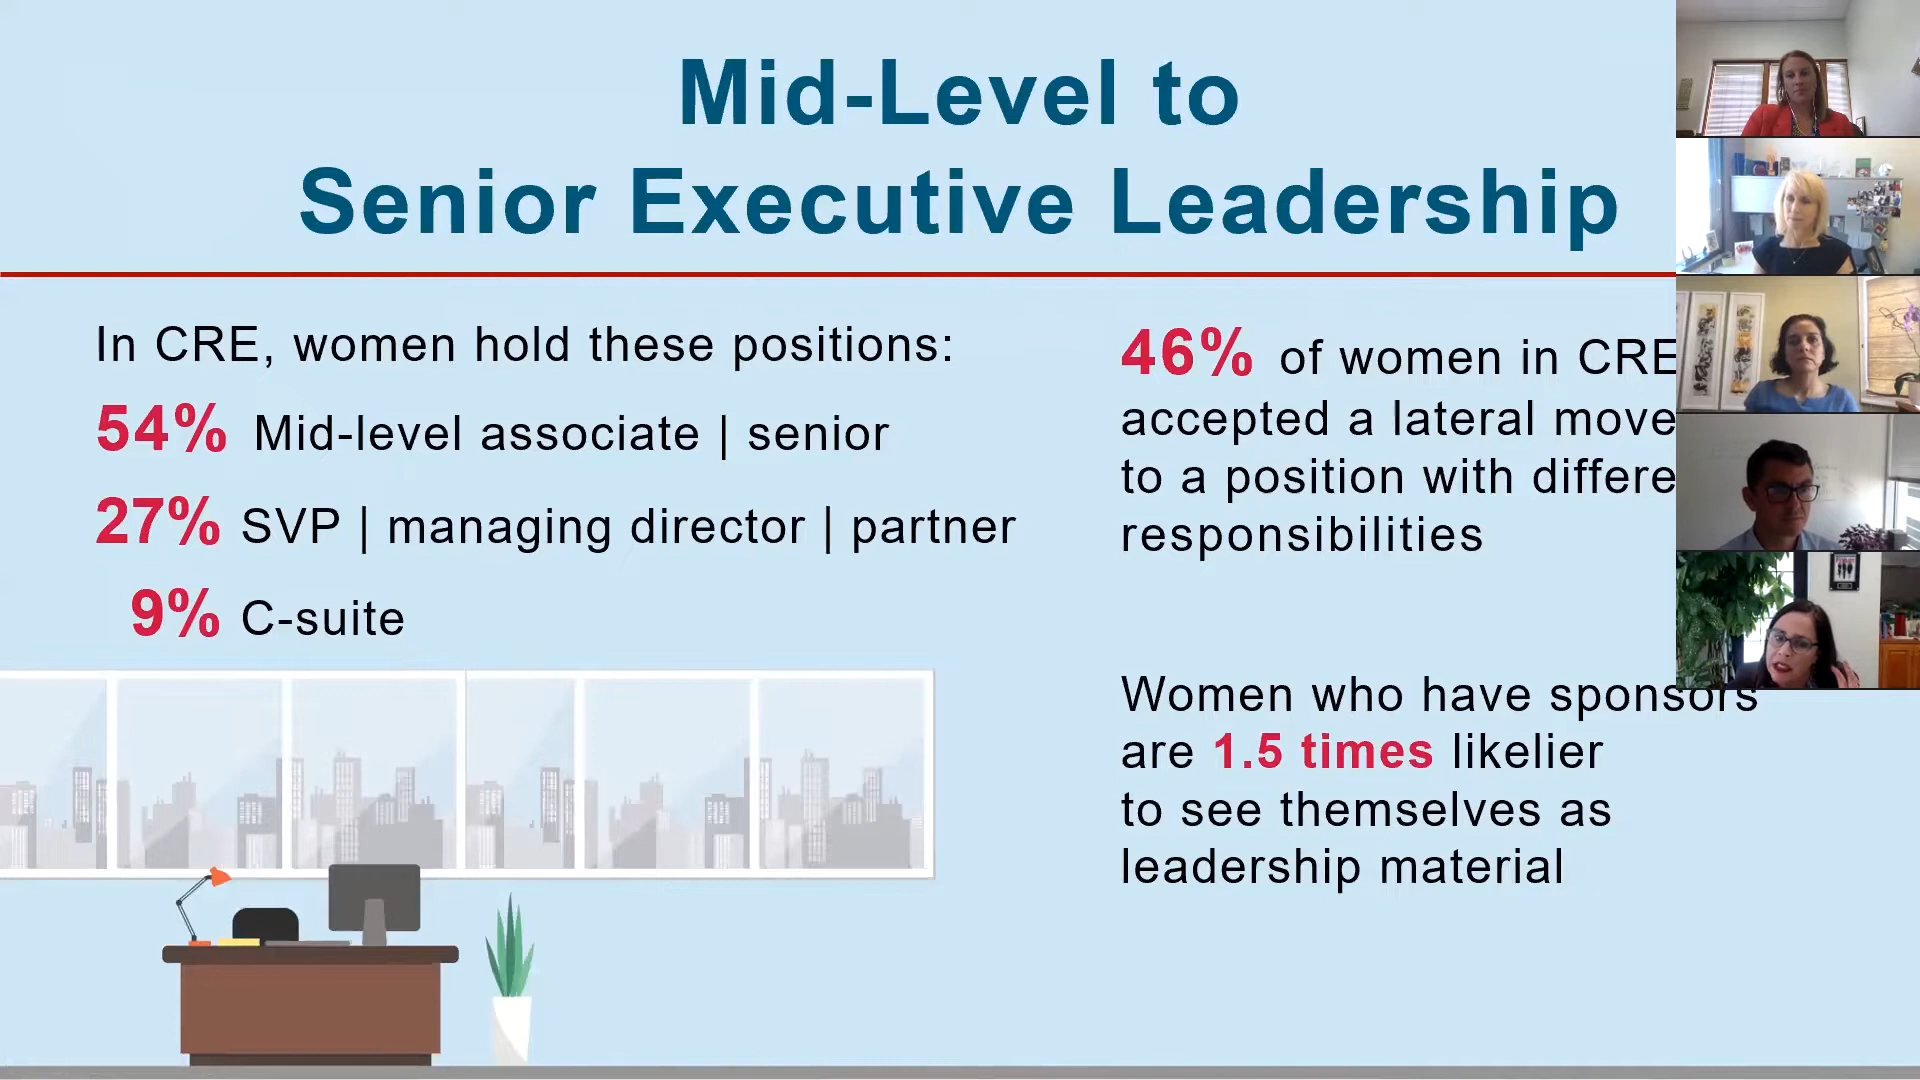 Mid-Level to
Senior Executive Leadership
In CRE, women hold these positions:
54% Mid-level associate | senior
27% SVP | managing director | partner
9% C-suite
46% of women in CRE
accepted a lateral move
to a position with differe
responsibilities
Women who have sponsors
are 1.5 times likelier
to see themselves as
leadership material